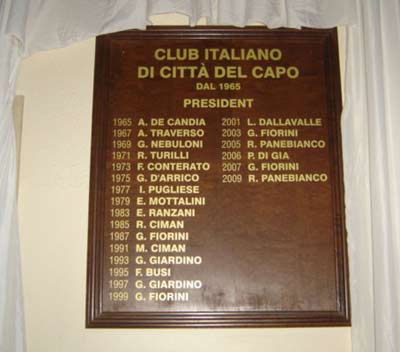 CLUB ITALIANO
DI CITTÀ DEL CAPO
DAL 1965
PRESIDENT
1965 A. DE CANDIA
1967 A. TRAVERSO
1969 G. NEBULONI
1971 R. TURILLI
1973 F. CONTERATO
1975 G. D'ARRICO
1977 I. PUGLIESE
1979 E. MOTTALINI
1983 E. RANZANI
1985 R. CIMAN
1987 G. FIORINI
1991 M. CIMAN
1993 G. GIARDINO
1995 F. BUSI
1997 G. GIARDINO
1999 G. FIORINI
2001 L. DALLAVALLE
2003 G. FIORINI
2005 R. PANEBIANCO
2006 P. DI GIA
2007 G. FIORINI
2009 R. PANEBIANCO